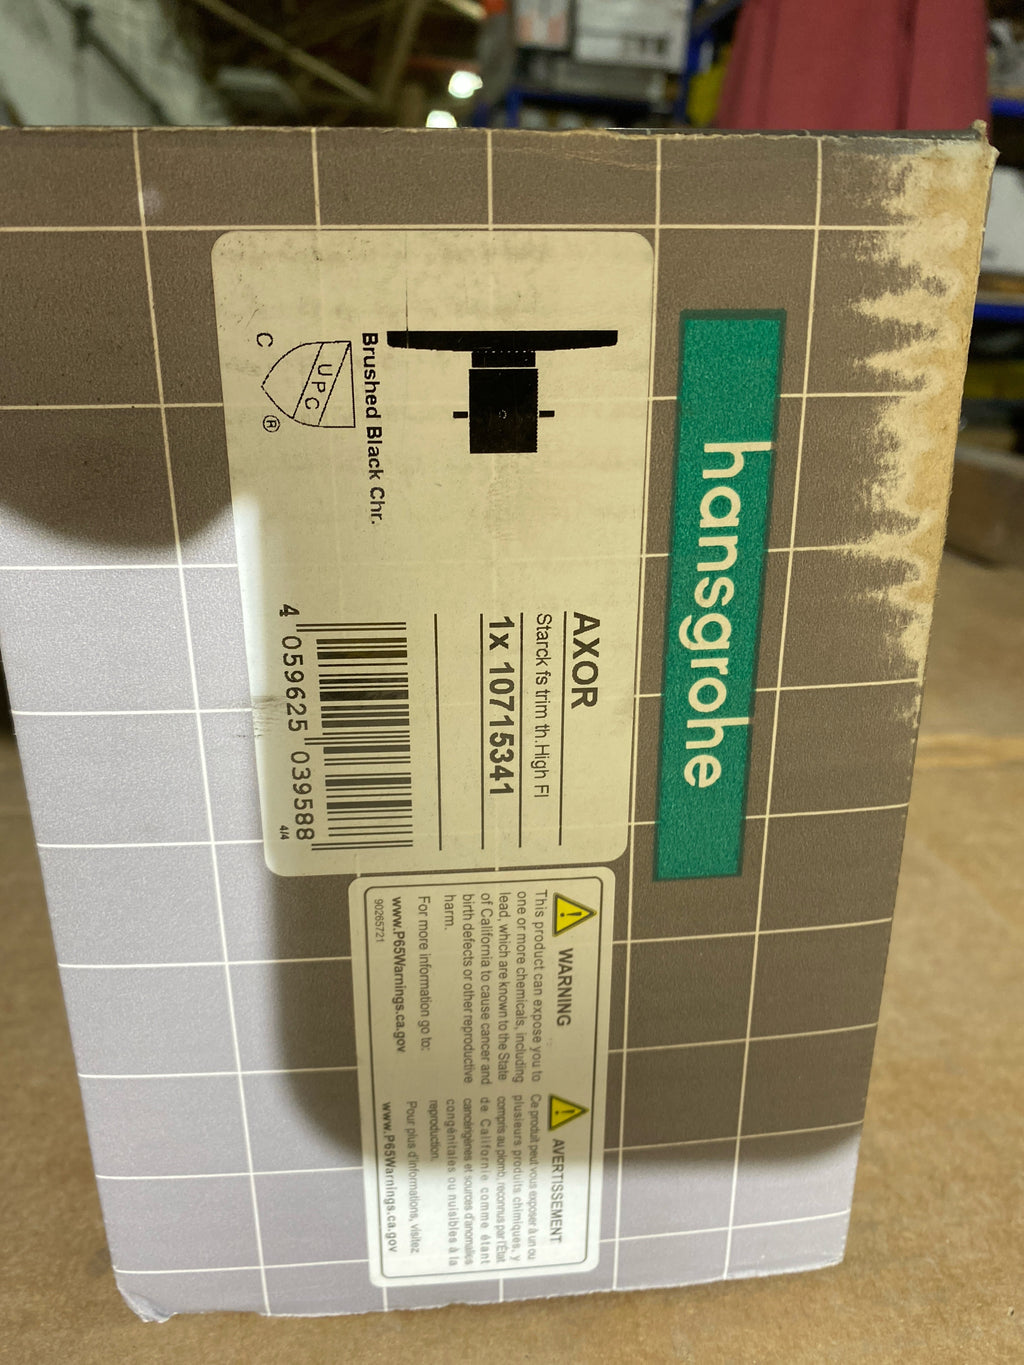 hansgrohe
AXOR
Starck fs trim th.High Fl
1x 10715341
Brushed Black Chr.
UPC
C
®
4 059625 039588
4/4
WARNING
This product can expose you to
one or more chemicals, including
lead, which are known to the State
of California to cause cancer and
birth defects or other reproductive
harm.
For more information go to:
www.P65Warnings.ca.gov
90265721
AVERTISSEMENT
Ce produit peut vous exposer à un ou
plusieurs produits chimiques, y
compris au plomb, reconnus par l'État
de Californie comme étant
cancérigènes et sources d'anomalies
congénitales ou nuisibles à la
reproduction.
Pour plus d'informations, visitez
www.P65Warnings.ca.gov